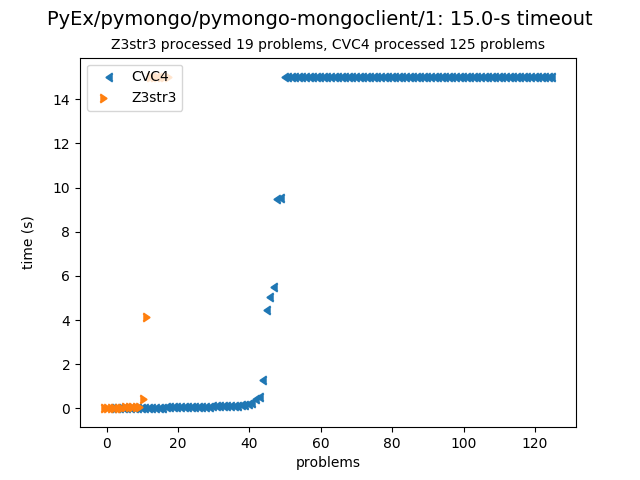 PyEx/pymongo/pymongo-mongoclient/1: 15.0-s timeout
Z3str3 processed 19 problems, CVC4 processed 125 problems
CVC4
Z3str3
14
12
10
8
6
4
2
0
time (s)
0 20 40 60 80 100 120
problems